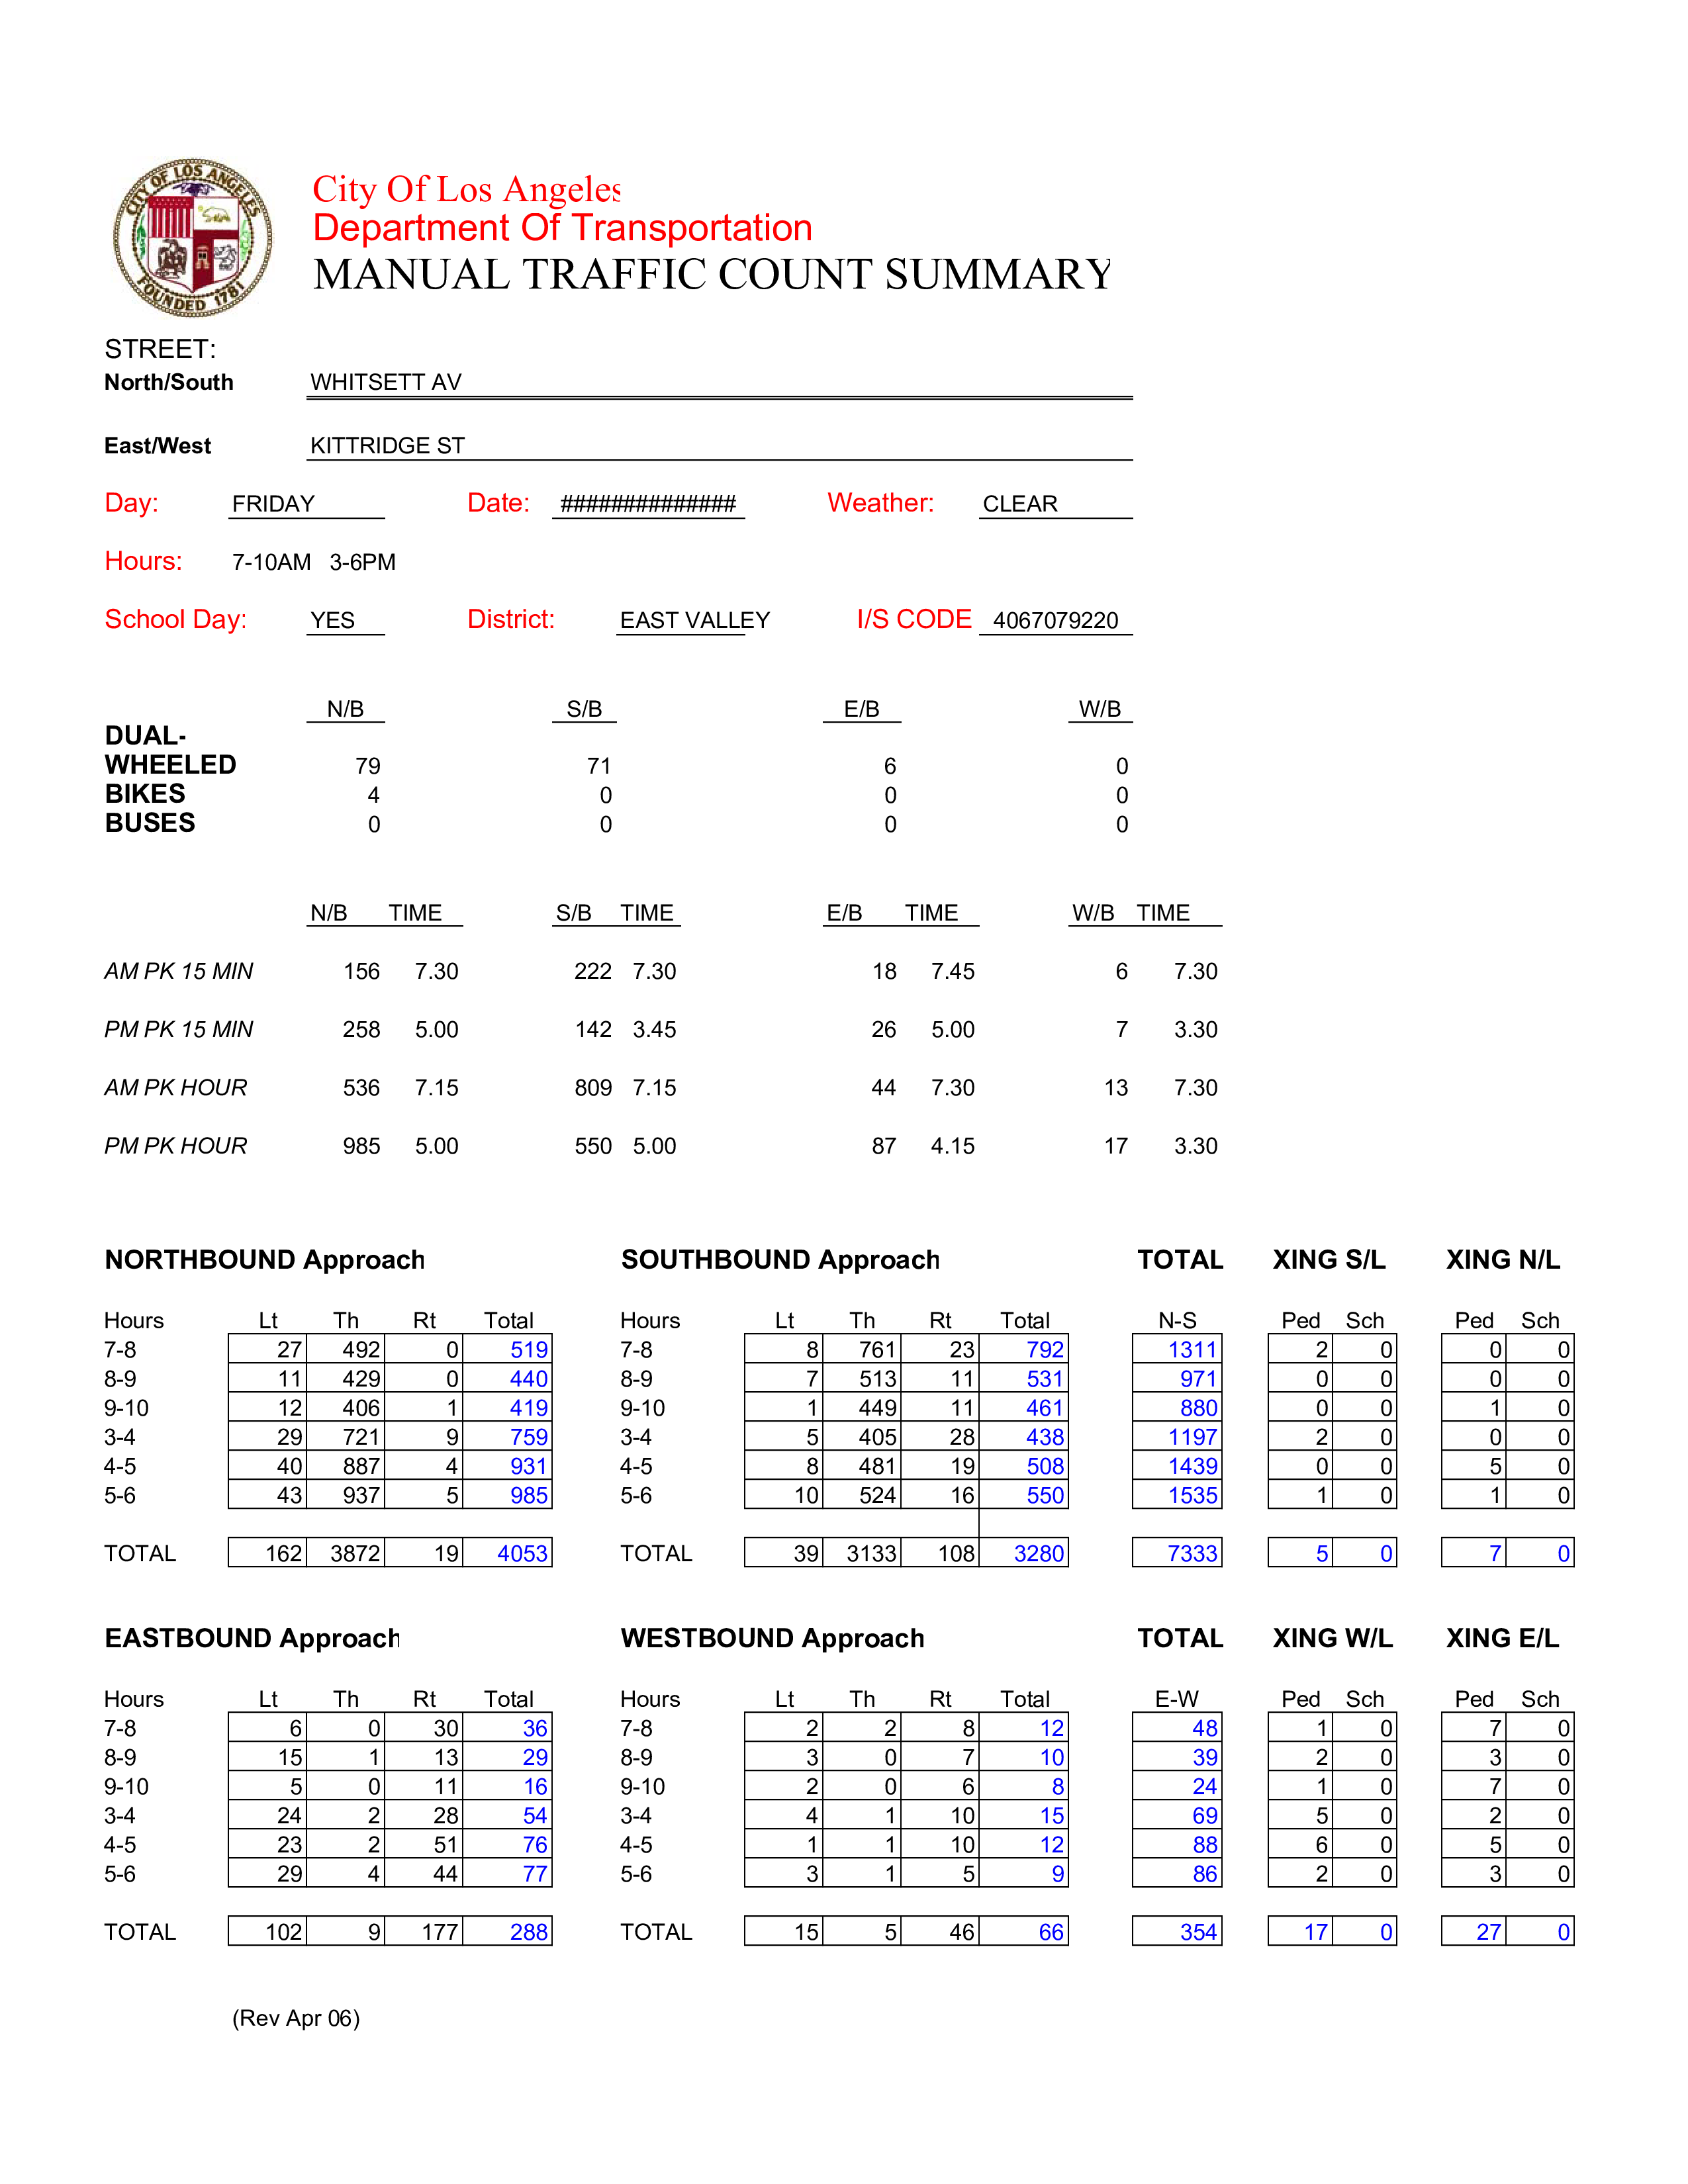 CITY OF LOS ANGELES
FOUNDED 1781
City Of Los Angeles
Department Of Transportation
MANUAL TRAFFIC COUNT SUMMARY
STREET:
North/South WHITSETT AV
East/West KITTRIDGE ST
Day: FRIDAY Date: ############## Weather: CLEAR
Hours: 7-10AM 3-6PM
School Day: YES District: EAST VALLEY I/S CODE 4067079220
N/B S/B E/B W/B
DUAL-
WHEELED 79 71 6 0
BIKES 4 0 0 0
BUSES 0 0 0 0
N/B TIME S/B TIME E/B TIME W/B TIME
AM PK 15 MIN 156 7.30 222 7.30 18 7.45 6 7.30
PM PK 15 MIN 258 5.00 142 3.45 26 5.00 7 3.30
AM PK HOUR 536 7.15 809 7.15 44 7.30 13 7.30
PM PK HOUR 985 5.00 550 5.00 87 4.15 17 3.30
NORTHBOUND Approach SOUTHBOUND Approach TOTAL XING S/L XING N/L
Hours Lt Th Rt Total Hours Lt Th Rt Total N-S Ped Sch Ped Sch
7-8 27 492 0 519 7-8 8 761 23 792 1311 2 0 0 0
8-9 11 429 0 440 8-9 7 513 11 531 971 0 0 0 0
9-10 12 406 1 419 9-10 1 449 11 461 880 0 0 1 0
3-4 29 721 9 759 3-4 5 405 28 438 1197 2 0 0 0
4-5 40 887 4 931 4-5 8 481 19 508 1439 0 0 5 0
5-6 43 937 5 985 5-6 10 524 16 550 1535 1 0 1 0
TOTAL 162 3872 19 4053 TOTAL 39 3133 108 3280 7333 5 0 7 0
EASTBOUND Approach WESTBOUND Approach TOTAL XING W/L XING E/L
Hours Lt Th Rt Total Hours Lt Th Rt Total E-W Ped Sch Ped Sch
7-8 6 0 30 36 7-8 2 2 8 12 48 1 0 7 0
8-9 15 1 13 29 8-9 3 0 7 10 39 2 0 3 0
9-10 5 0 11 16 9-10 2 0 6 8 24 1 0 7 0
3-4 24 2 28 54 3-4 4 1 10 15 69 5 0 2 0
4-5 23 2 51 76 4-5 1 1 10 12 88 6 0 5 0
5-6 29 4 44 77 5-6 3 1 5 9 86 2 0 3 0
TOTAL 102 9 177 288 TOTAL 15 5 46 66 354 17 0 27 0
(Rev Apr 06)